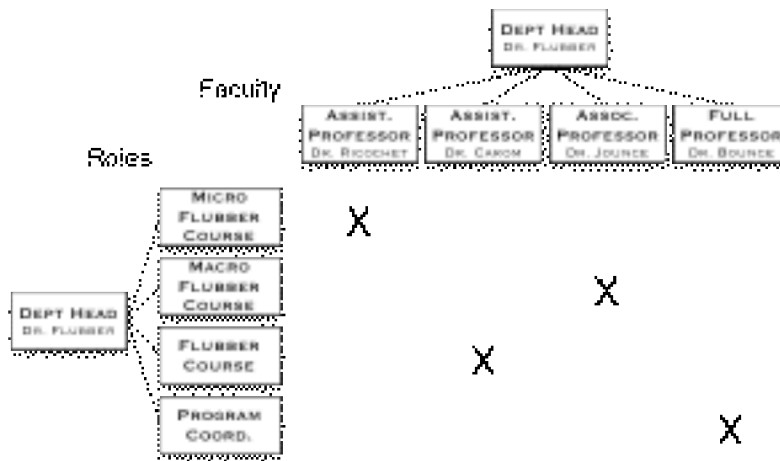 DEPT HEAD
DR. FLUBBER
Faculty
ASSIST.
PROFESSOR
DR. RICOCHET
ASSIST.
PROFESSOR
DR. CAROM
ASSOC.
PROFESSOR
DR. JOUNCE
FULL
PROFESSOR
DR. BOUNCE
Roles
MICRO
FLUBBER
COURSE
X
MACRO
FLUBBER
COURSE
X
DEPT HEAD
DR. FLUBBER
FLUBBER
COURSE
X
PROGRAM
COORD.
X